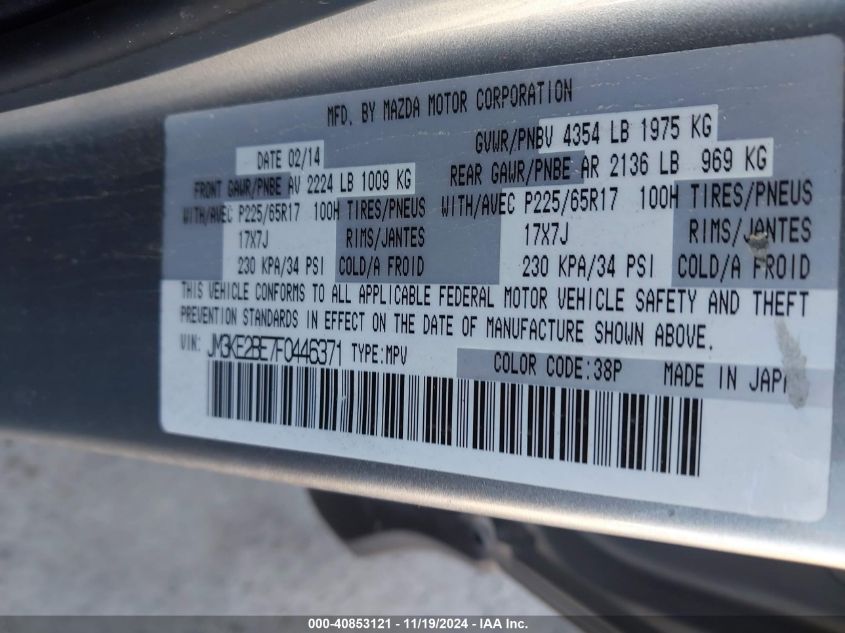 MFD. BY MAZDA MOTOR CORPORATION
DATE 02/14 GVWR/PNBV 4354 LB 1975 KG
FRONT GAWR/PNBE AV 2224 LB 1009 KG REAR GAWR/PNBE AR 2136 LB 969 KG
WITH/AVEC P225/65R17 100H TIRES/PNEUS WITH/AVEC P225/65R17 100H TIRES/PNEUS
17X7J RIMS/JANTES 17X7J RIMS/JANTES
230 KPA/34 PSI COLD/A FROID 230 KPA/34 PSI COLD/A FROID
THIS VEHICLE CONFORMS TO ALL APPLICABLE FEDERAL MOTOR VEHICLE SAFETY AND THEFT
PREVENTION STANDARDS IN EFFECT ON THE DATE OF MANUFACTURE SHOWN ABOVE.
VIN: JM3KE2BE7F0446371 TYPE:MPV COLOR CODE:38P MADE IN JAP
000-40853121 - 11/19/2024 - IAA Inc.